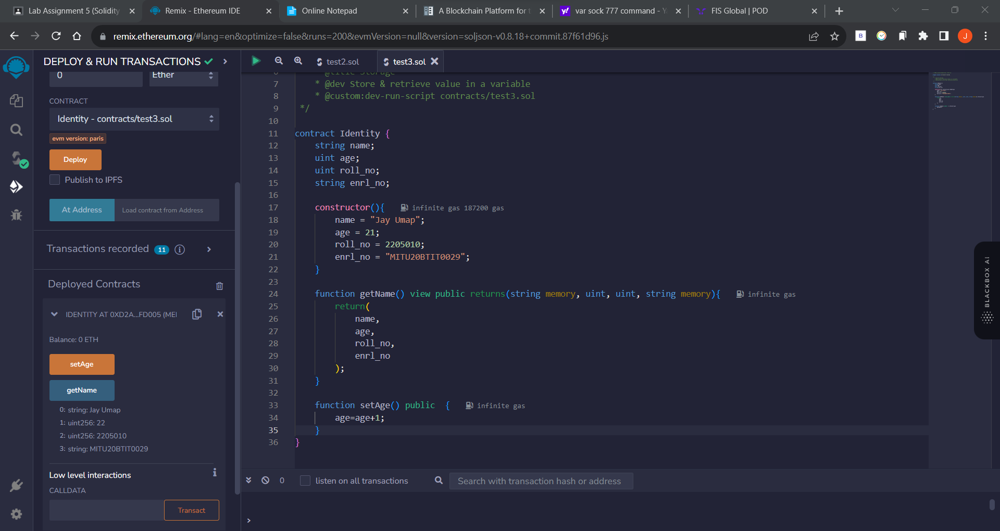 Lab Assignment 5 (Solidity
Remix - Ethereum IDE
Online Notepad
A Blockchain Platform for t
var sock 777 command - Y
FIS Global | POD
remix.ethereum.org/#lang=en&optimize=false&runs=200&evmVersion=null&version=soljson-v0.8.18+commit.87f61d96.js
B
J
DEPLOY & RUN TRANSACTIONS
0
Ether
CONTRACT
Identity - contracts/test3.sol
evm version: paris
Deploy
Publish to IPFS
At Address
Load contract from Address
Transactions recorded 11
Deployed Contracts
IDENTITY AT 0XD2A...FD005 (ME
Balance: 0 ETH
setAge
getName
0: string: Jay Umap
1: uint256: 22
2: uint256: 2205010
3: string: MITU20BTIT0029
Low level interactions
CALLDATA
Transact
test2.sol
test3.sol
6 * @title Storage
7 * @dev Store & retrieve value in a variable
8 * @custom:dev-run-script contracts/test3.sol
9 */
10
11 contract Identity {
12 string name;
13 uint age;
14 uint roll_no;
15 string enrl_no;
16
17 constructor(){ infinite gas 187200 gas
18 name = "Jay Umap";
19 age = 21;
20 roll_no = 2205010;
21 enrl_no = "MITU20BTIT0029";
22 }
23
24 function getName() view public returns(string memory, uint, uint, string memory){ infinite gas
25 return(
26 name,
27 age,
28 roll_no,
29 enrl_no
30 );
31 }
32
33 function setAge() public { infinite gas
34 age=age+1;
35 }
36 }
0
listen on all transactions
Search with transaction hash or address
>
BLACKBOX AI